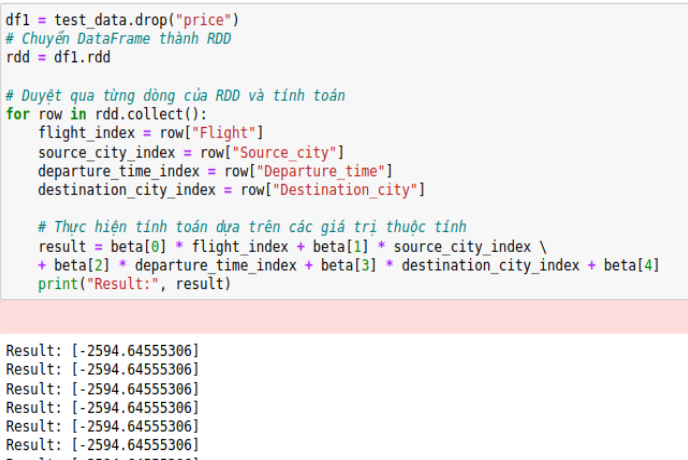 df1 = test_data.drop("price")
# Chuyển DataFrame thành RDD
rdd = df1.rdd
# Duyệt qua từng dòng của RDD và tính toán
for row in rdd.collect():
    flight_index = row["Flight"]
    source_city_index = row["Source_city"]
    departure_time_index = row["Departure_time"]
    destination_city_index = row["Destination_city"]
    # Thực hiện tính toán dựa trên các giá trị thuộc tính
    result = beta[0] * flight_index + beta[1] * source_city_index \
    + beta[2] * departure_time_index + beta[3] * destination_city_index + beta[4]
    print("Result:", result)
Result: [-2594.64555306]
Result: [-2594.64555306]
Result: [-2594.64555306]
Result: [-2594.64555306]
Result: [-2594.64555306]
Result: [-2594.64555306]